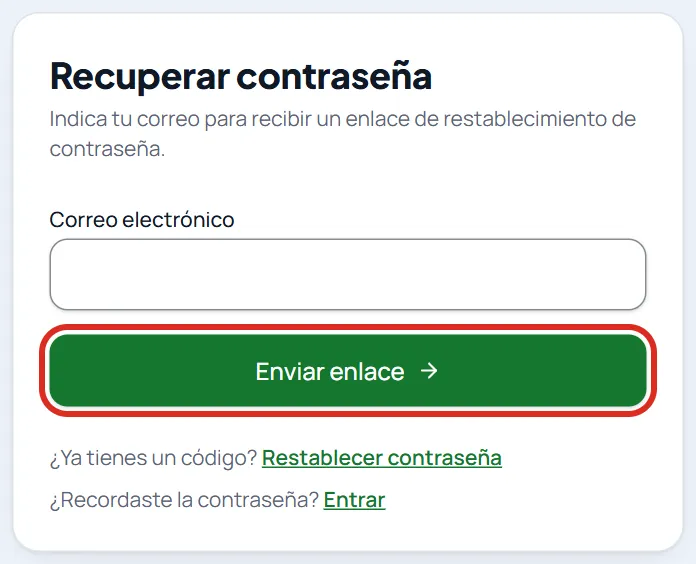 Recuperar contraseña
Indica tu correo para recibir un enlace de restablecimiento de
contraseña.
Correo electrónico
Enviar enlace →
¿Ya tienes un código? Restablecer contraseña
¿Recordaste la contraseña? Entrar